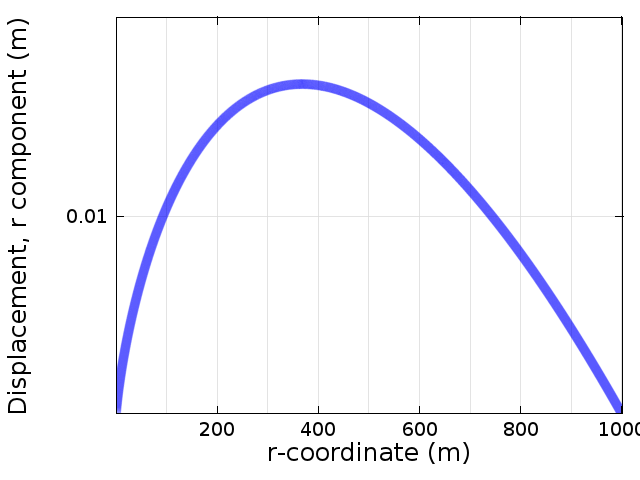 Displacement, r component (m)
0.01
200 400 600 800 1000
r-coordinate (m)